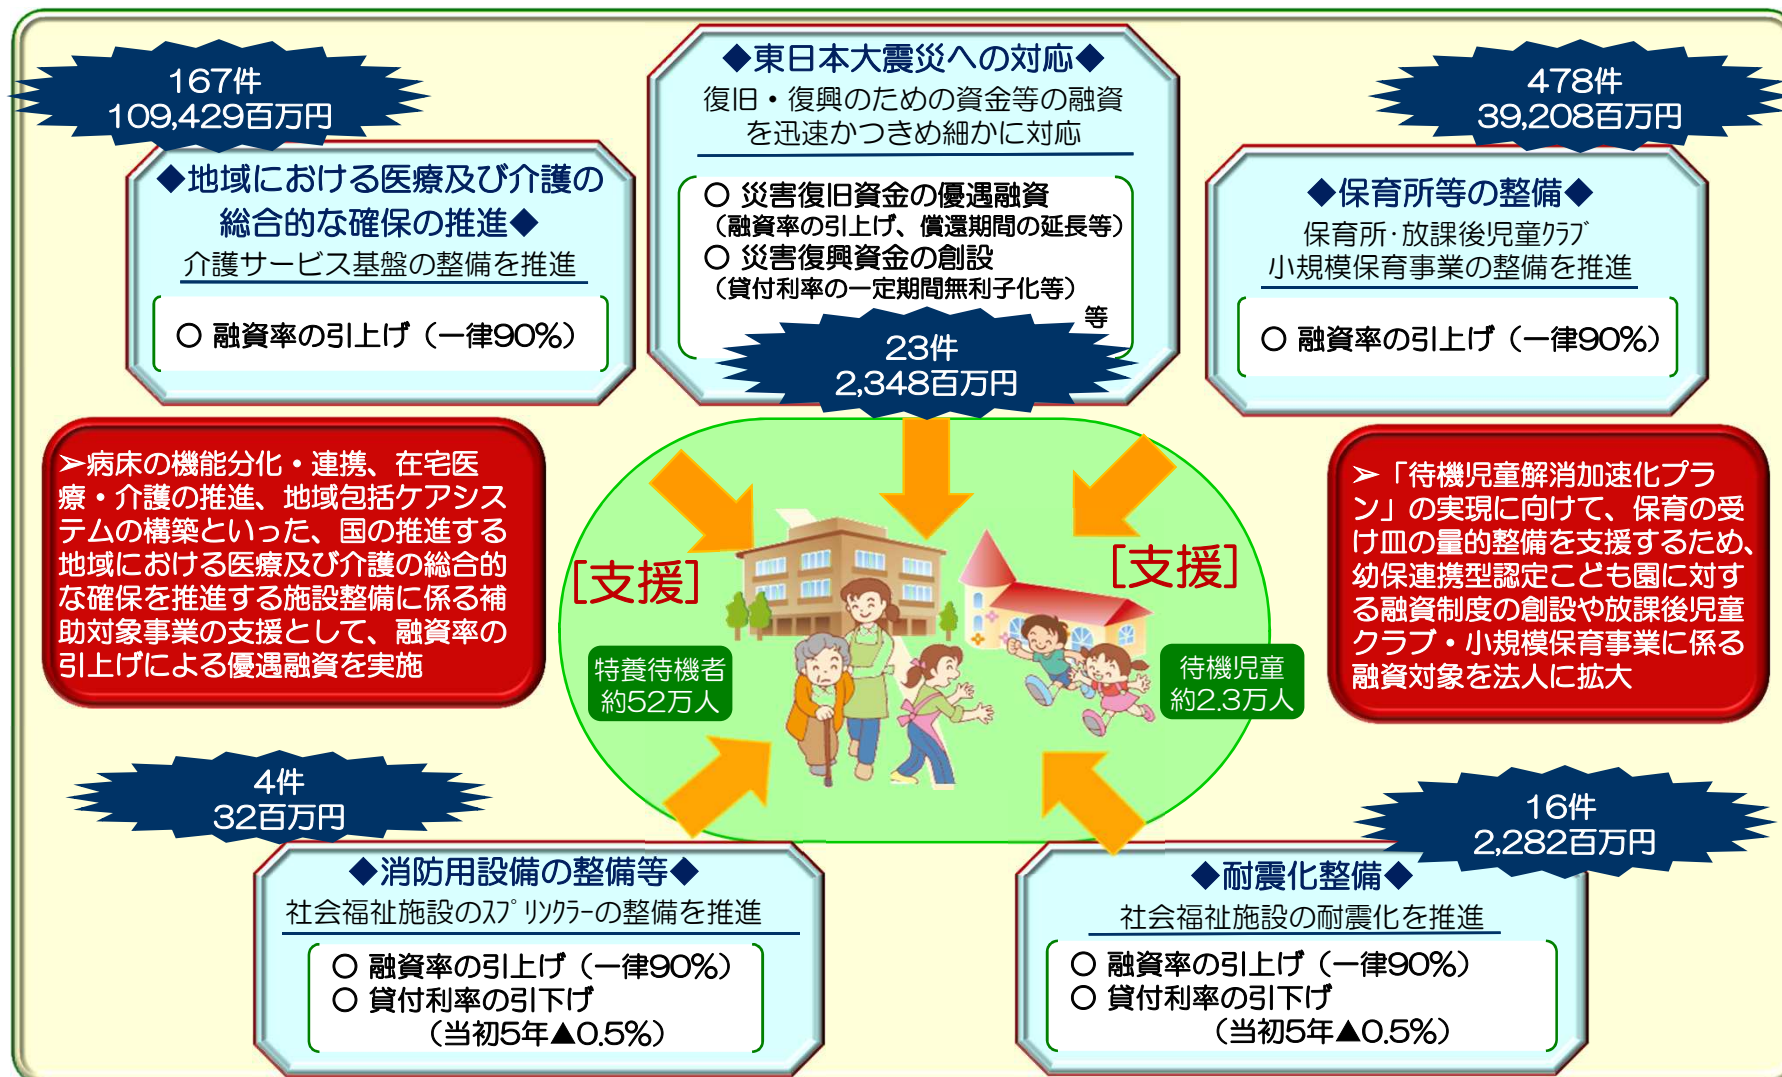 167件
109,429百万円
◆地域における医療及び介護の
総合的な確保の推進◆
介護サービス基盤の整備を推進
○ 融資率の引上げ（一律90%）
◆東日本大震災への対応◆
復旧・復興のための資金等の融資
を迅速かつきめ細かに対応
○ 災害復旧資金の優遇融資
（融資率の引上げ、償還期間の延長等）
○ 災害復興資金の創設
（貸付利率の一定期間無利子化等）
等
23件
2,348百万円
478件
39,208百万円
◆保育所等の整備◆
保育所・放課後児童ｸﾗﾌﾞ
小規模保育事業の整備を推進
○ 融資率の引上げ（一律90%）
➢病床の機能分化・連携、在宅医
療・介護の推進、地域包括ケアシス
テムの構築といった、国の推進する
地域における医療及び介護の総合的
な確保を推進する施設整備に係る補
助対象事業の支援として、融資率の
引上げによる優遇融資を実施
[支援]
[支援]
特養待機者
約52万人
待機児童
約2.3万人
➢「待機児童解消加速化プラ
ン」の実現に向けて、保育の受
け皿の量的整備を支援するため、
幼保連携型認定こども園に対す
る融資制度の創設や放課後児童
クラブ・小規模保育事業に係る
融資対象を法人に拡大
4件
32百万円
◆消防用設備の整備等◆
社会福祉施設のｽﾌﾟﾘﾝｸﾗｰの整備を推進
○ 融資率の引上げ（一律90%）
○ 貸付利率の引下げ
（当初5年▲0.5%）
16件
2,282百万円
◆耐震化整備◆
社会福祉施設の耐震化を推進
○ 融資率の引上げ（一律90%）
○ 貸付利率の引下げ
（当初5年▲0.5%）